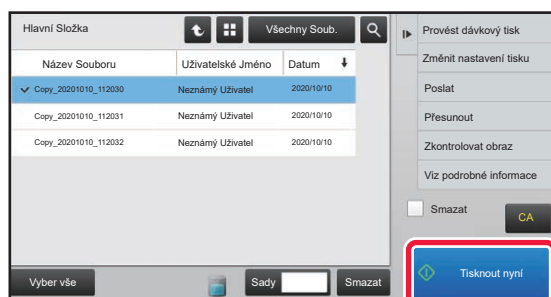 Hlavní Složka
Všechny Soub.
Název Souboru Uživatelské Jméno Datum
Copy_20201010_112030 Neznámý Uživatel 2020/10/10
Copy_20201010_112031 Neznámý Uživatel 2020/10/10
Copy_20201010_112032 Neznámý Uživatel 2020/10/10
Vyber vše
Sady
Smazat
Provést dávkový tisk
Změnit nastavení tisku
Poslat
Přesunout
Zkontrolovat obraz
Viz podrobné informace
Smazat
CA
Tisknout nyní